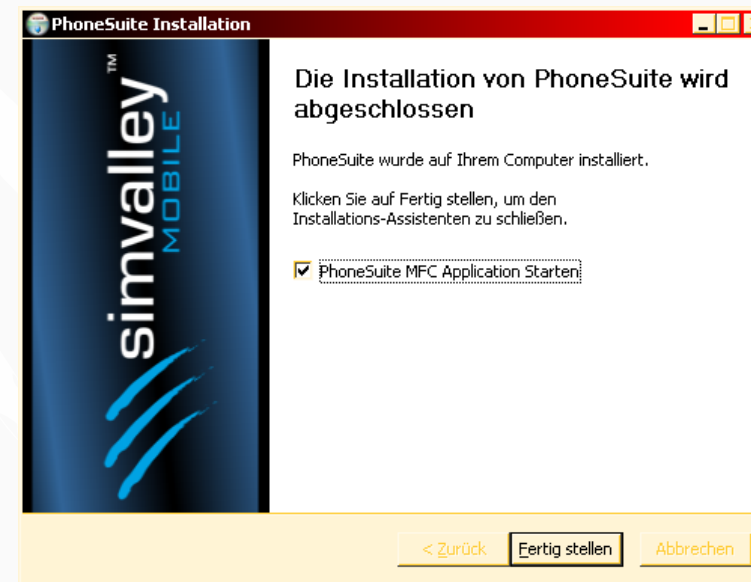 PhoneSuite Installation
simvalley™
MOBILE
Die Installation von PhoneSuite wird
abgeschlossen
PhoneSuite wurde auf Ihrem Computer installiert.
Klicken Sie auf Fertig stellen, um den
Installations-Assistenten zu schließen.
PhoneSuite MFC Application Starten
< Zurück
Fertig stellen
Abbrechen